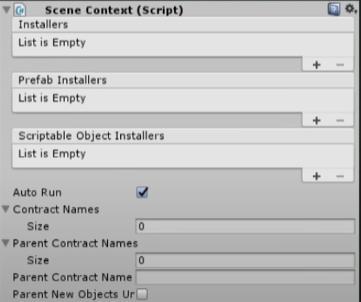 Scene Context (Script)
Installers
List is Empty
+ −
Prefab Installers
List is Empty
+ −
Scriptable Object Installers
List is Empty
+ −
Auto Run
Contract Names
Size 0
Parent Contract Names
Size 0
Parent Contract Name
Parent New Objects Ur